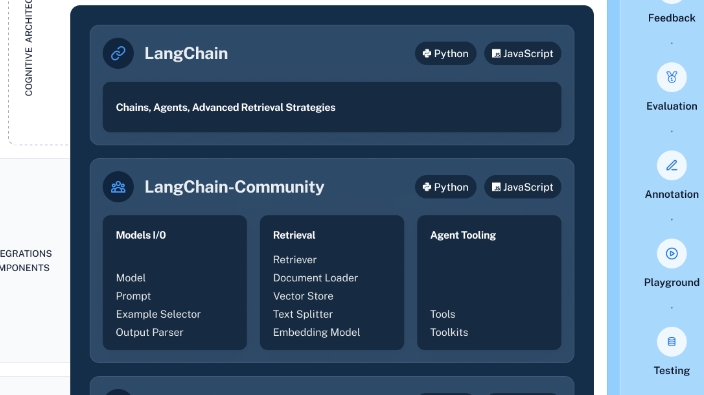 COGNITIVE ARCHITEC
LangChain
Python
JavaScript
Chains, Agents, Advanced Retrieval Strategies
LangChain-Community
Python
JavaScript
Models I/0
Model
Prompt
Example Selector
Output Parser
Retrieval
Retriever
Document Loader
Vector Store
Text Splitter
Embedding Model
Agent Tooling
Tools
Toolkits
EGRATIONS
MPONENTS
Feedback
Evaluation
Annotation
Playground
Testing